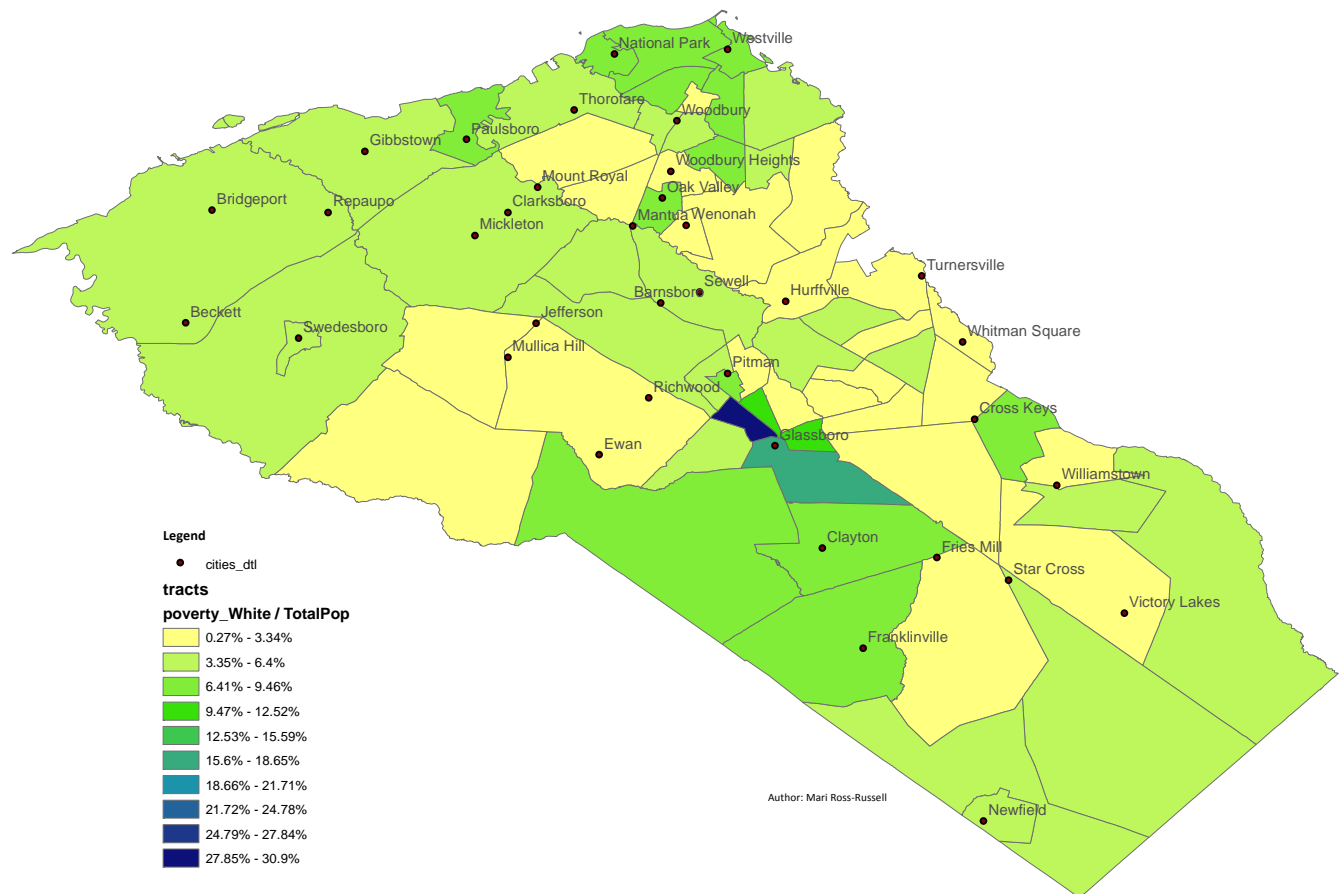 National Park
Westville
Thorofare
Woodbury
Paulsboro
Gibbstown
Woodbury Heights
Mount Royal
Oak Valley
Bridgeport
Repaupo
Clarksboro
Mantua
Wenonah
Mickleton
Turnersville
Sewell
Barnsboro
Hurffville
Beckett
Swedesboro
Jefferson
Whitman Square
Mullica Hill
Pitman
Richwood
Cross Keys
Glassboro
Ewan
Williamstown
Clayton
Fries Mill
Star Cross
Victory Lakes
Franklinville
Newfield
Legend
cities_dtl
tracts
poverty_White / TotalPop
0.27% - 3.34%
3.35% - 6.4%
6.41% - 9.46%
9.47% - 12.52%
12.53% - 15.59%
15.6% - 18.65%
18.66% - 21.71%
21.72% - 24.78%
24.79% - 27.84%
27.85% - 30.9%
Author: Mari Ross-Russell